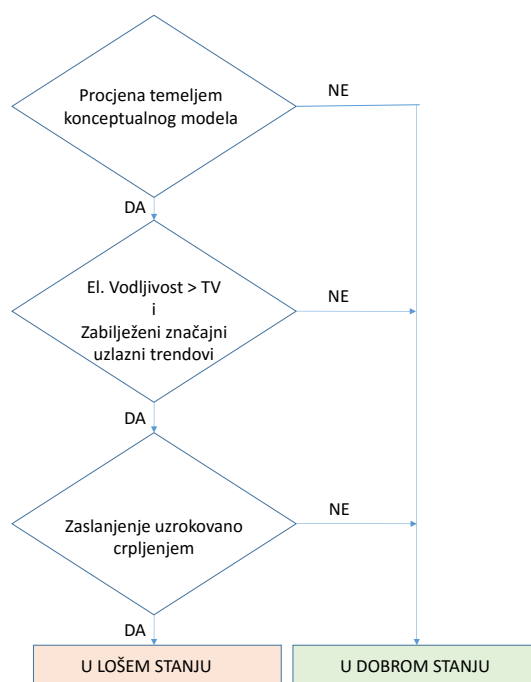 Procjena temeljem
konceptualnog modela
NE
DA
El. Vodljivost > TV
i
Zabilježeni značajni
uzlazni trendovi
NE
DA
Zaslanjenje uzrokovano
crpljenjem
NE
DA
U LOŠEM STANJU
U DOBROM STANJU